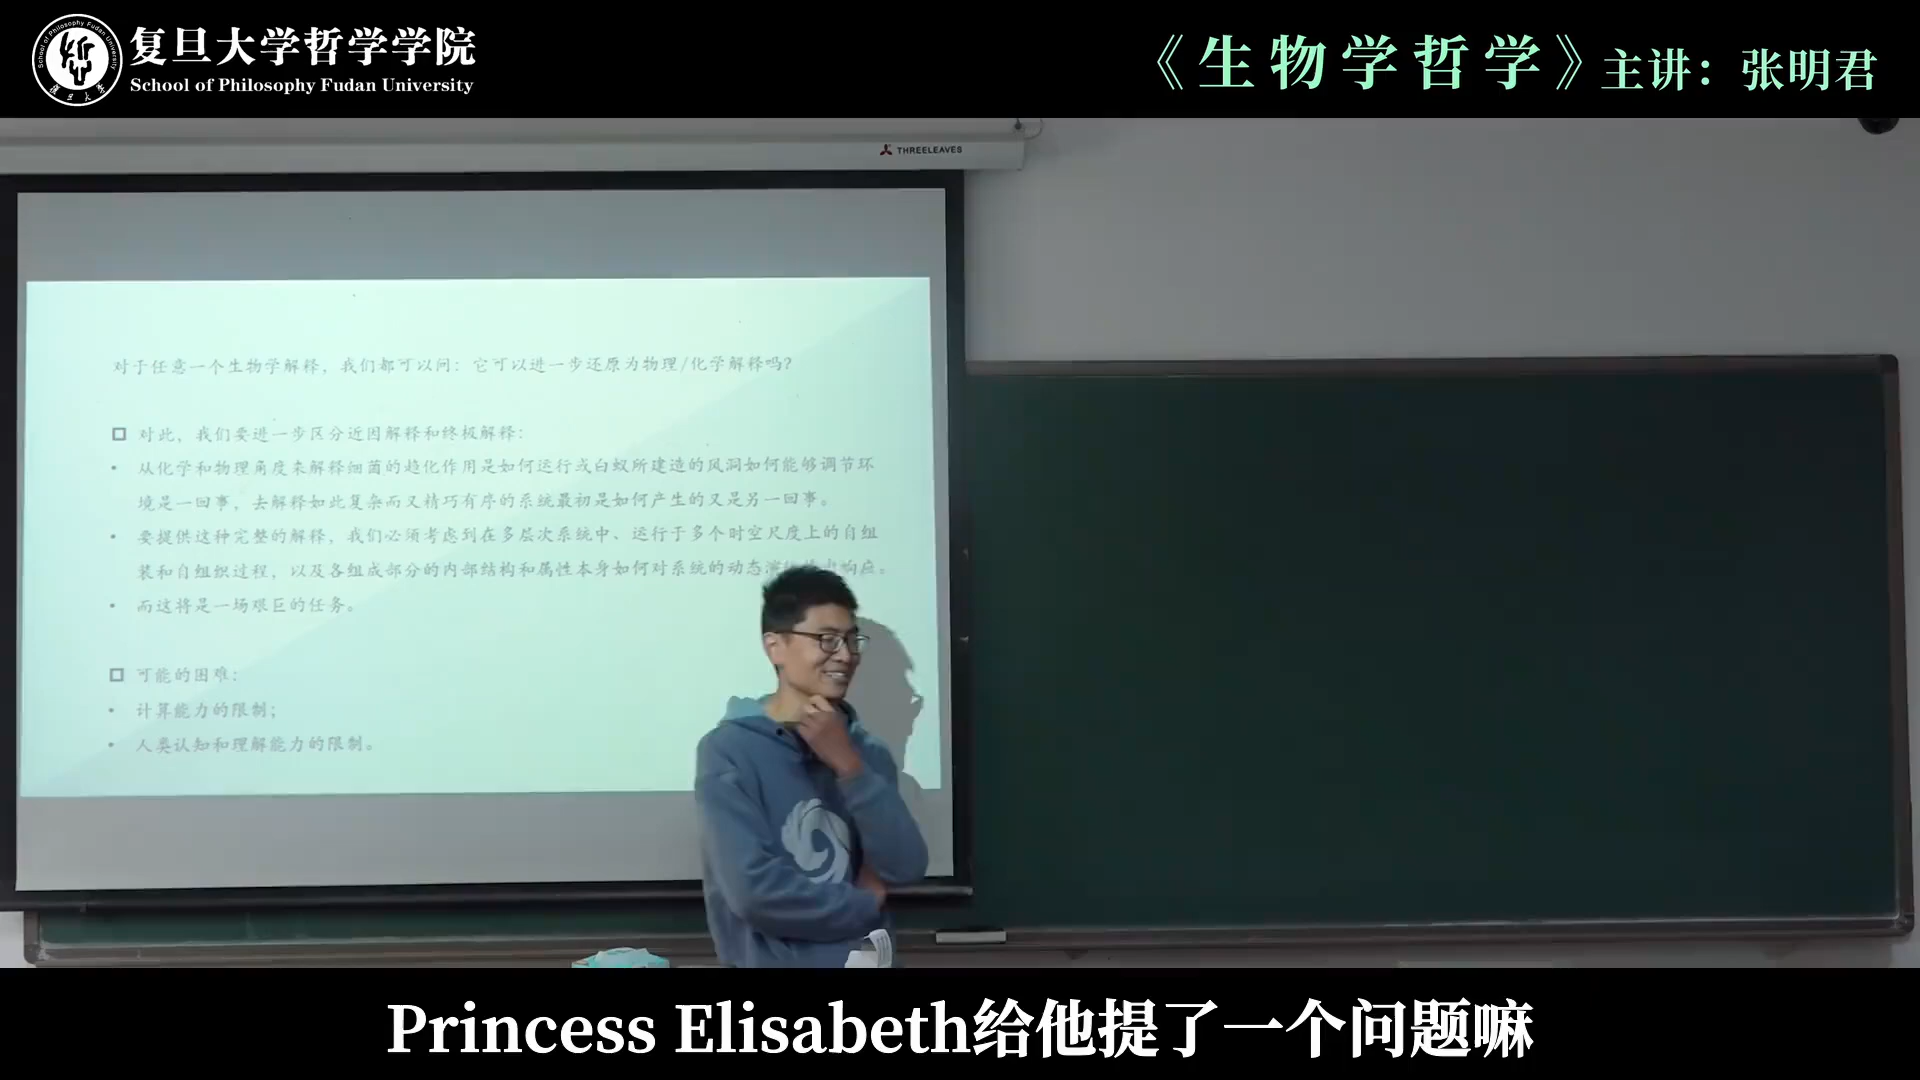 复旦大学哲学学院
School of Philosophy Fudan University
《生物学哲学》主讲：张明君
THREELEAVES
对于任意一个生物学解释，我们都可以问：它可以进一步还原为物理/化学解释吗？
对此，我们要进一步区分近因解释和终极解释：
• 从化学和物理角度来解释细菌的趋化作用是如何运行或白蚁所建造的风洞如何能够调节环
境是一回事，去解释如此复杂而又精巧有序的系统最初是如何产生的又是另一回事。
• 要提供这种完整的解释，我们必须考虑到在多层次系统中、运行于多个时空尺度上的自组
装和自组织过程，以及各组成部分的内部结构和属性本身如何对系统的动态演响应。
• 而这将是一场艰巨的任务。
可能的困难：
• 计算能力的限制；
• 人类认知和理解能力的限制。
Princess Elisabeth给他提了一个问题嘛